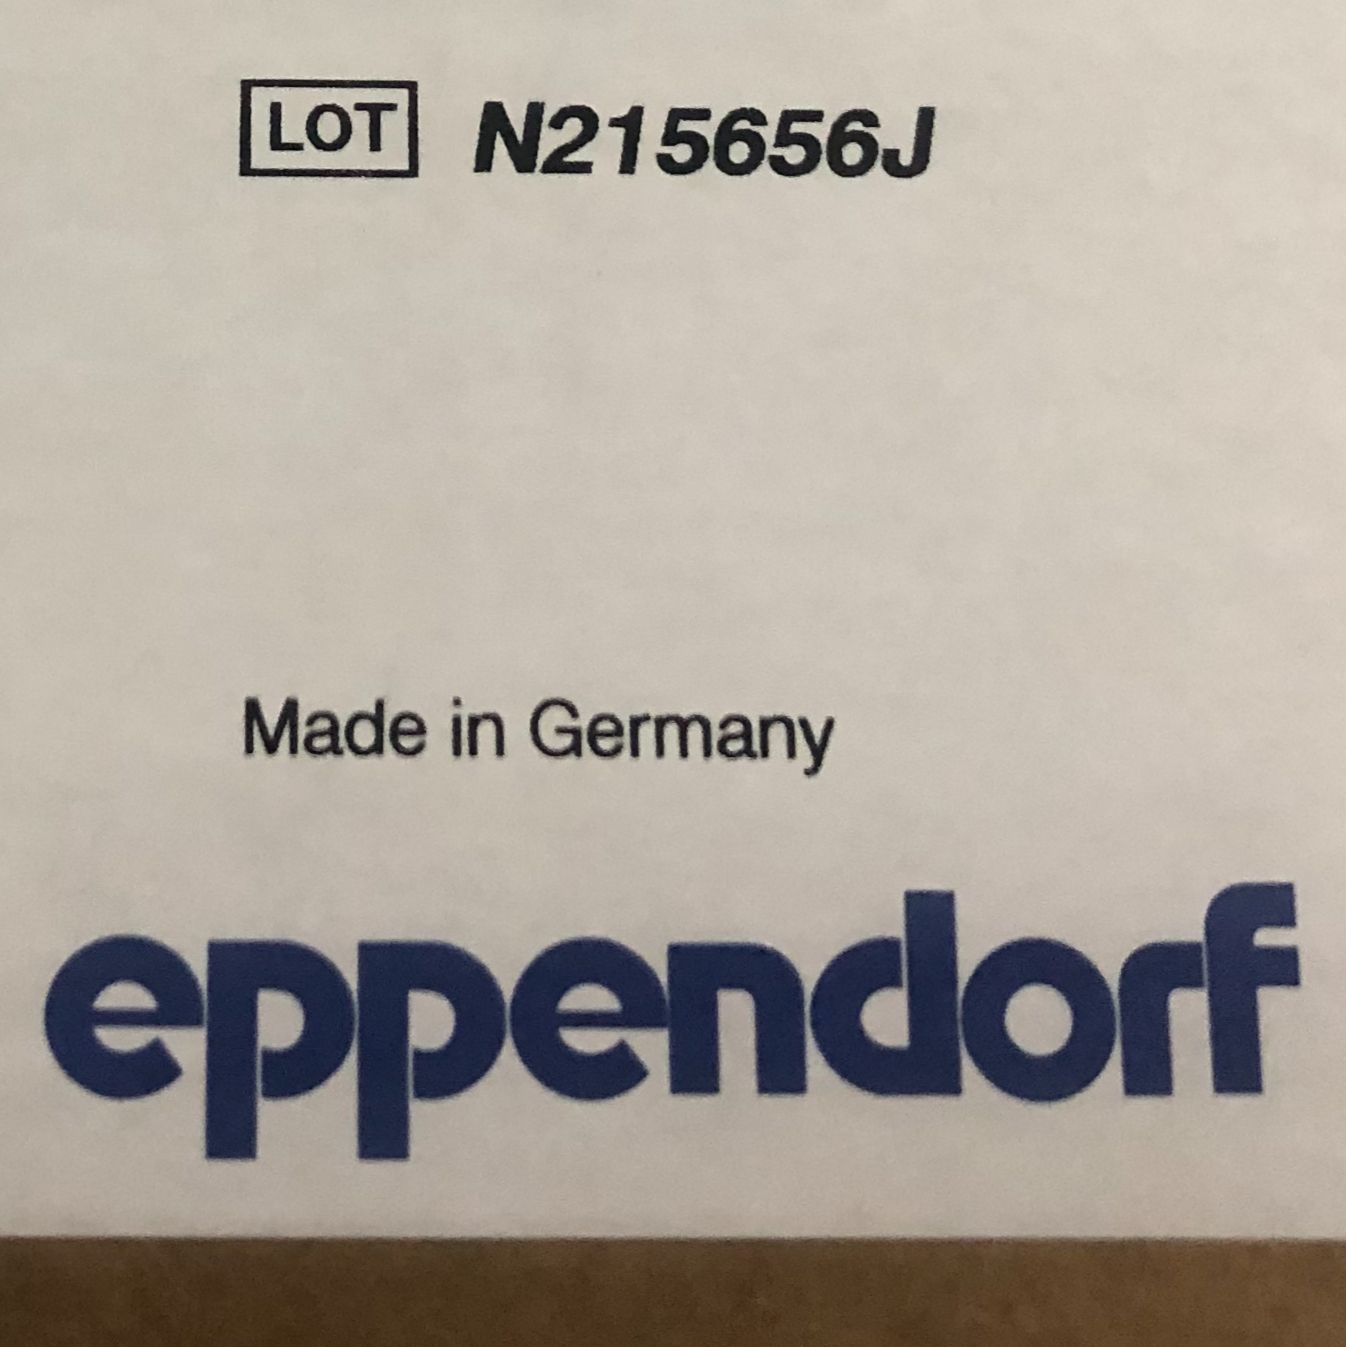 LOT N215656J
Made in Germany
eppendorf